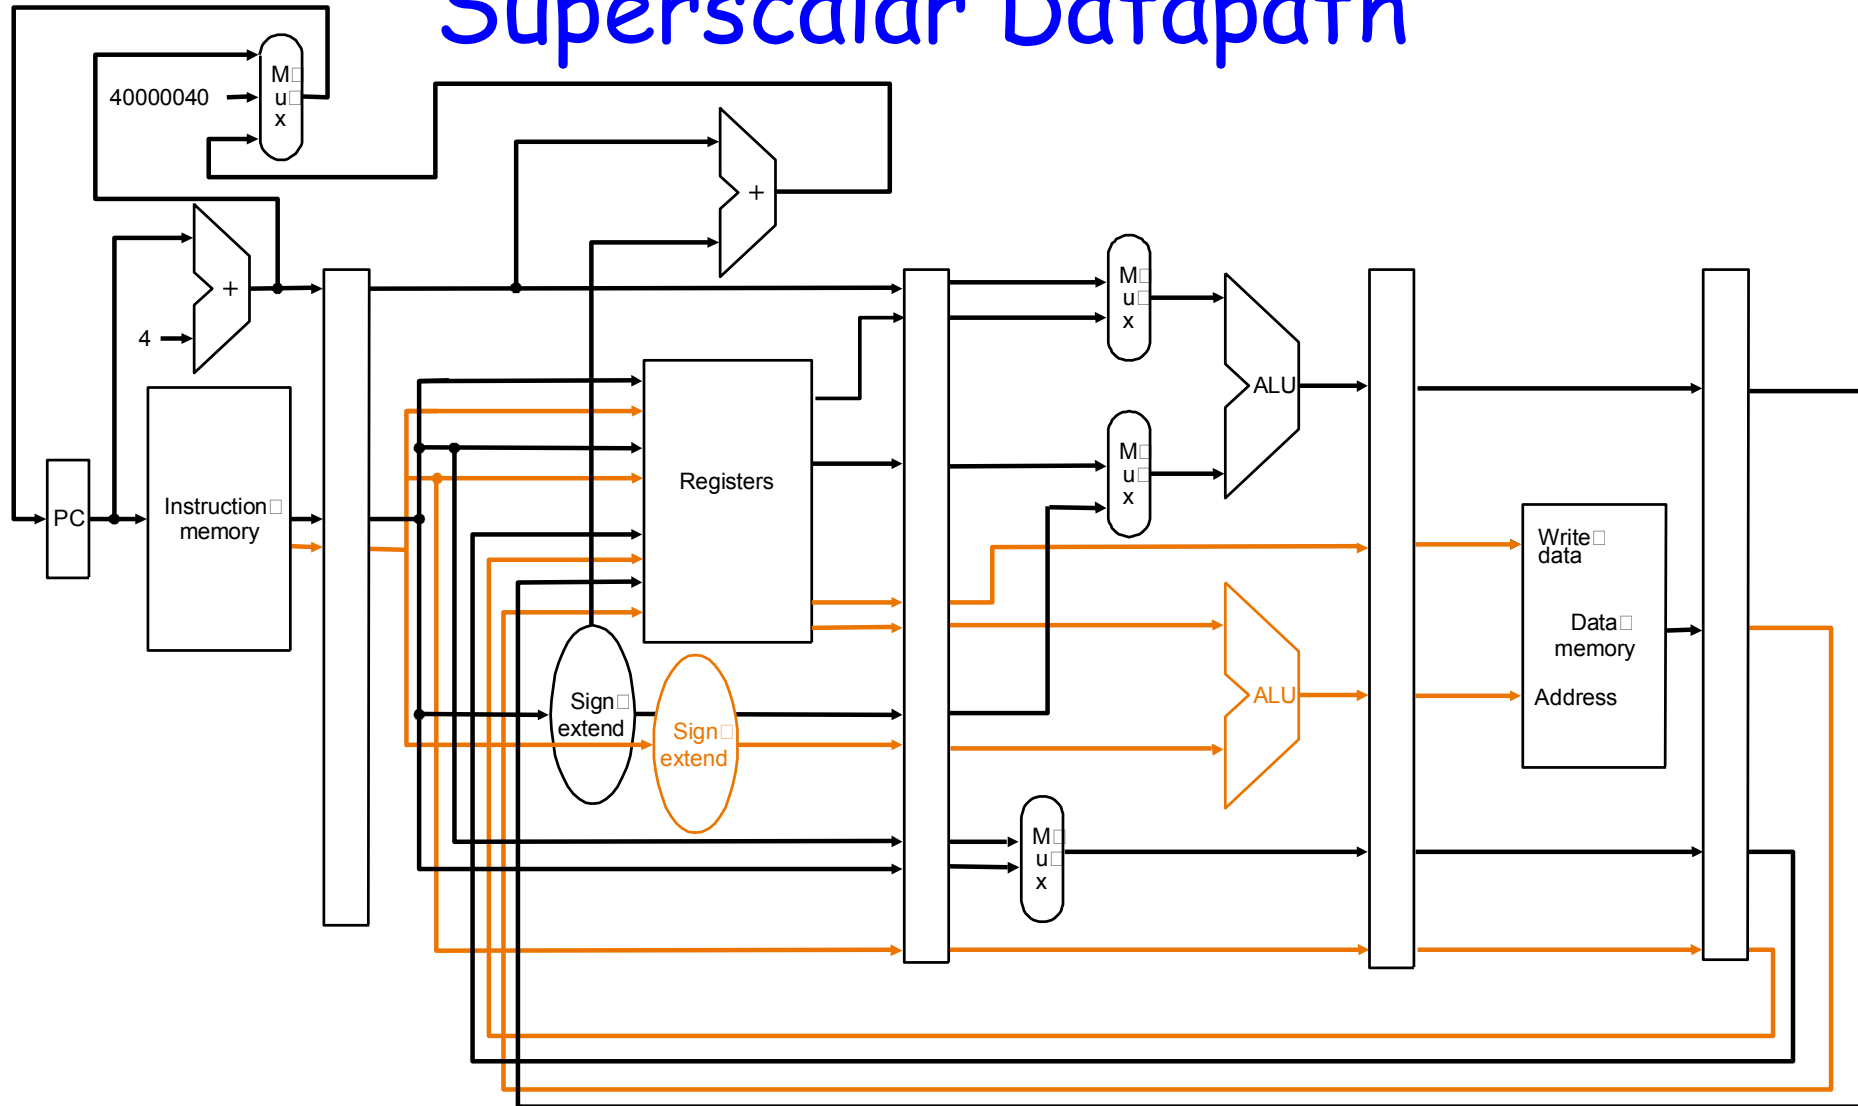 Superscalar Datapath
M
u
x
40000040
+
+
4
M
u
x
ALU
M
u
x
Registers
PC
Instruction
memory
Write
data
Data
memory
Address
Sign
extend
Sign
extend
ALU
M
u
x